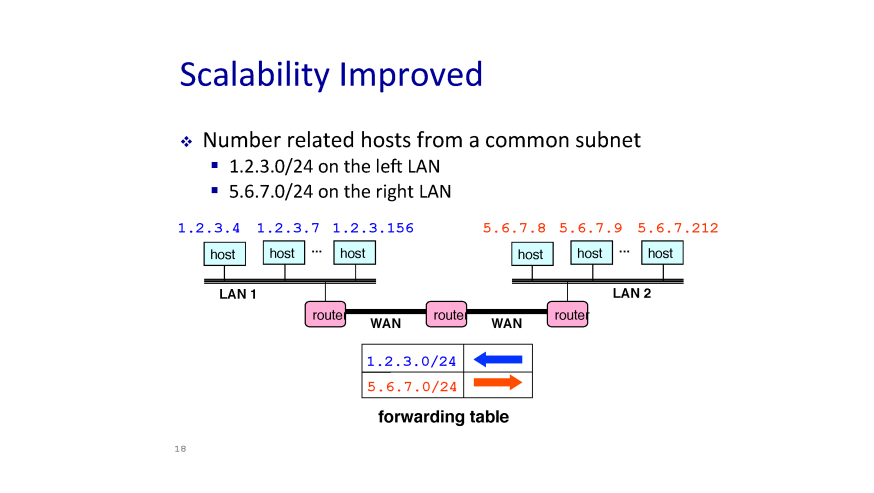 Scalability Improved
Number related hosts from a common subnet
1.2.3.0/24 on the left LAN
5.6.7.0/24 on the right LAN
1.2.3.4 1.2.3.7 1.2.3.156 5.6.7.8 5.6.7.9 5.6.7.212
host host ... host host host ... host
LAN 1 LAN 2
router router router
WAN WAN
1.2.3.0/24
5.6.7.0/24
forwarding table
18